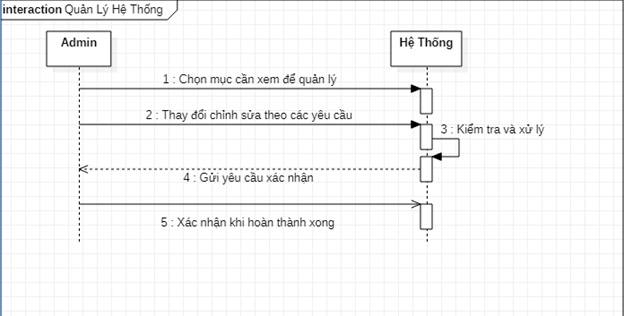 interaction Quản Lý Hệ Thống
Admin
Hệ Thống
1 : Chọn mục cần xem để quản lý
2 : Thay đổi chỉnh sửa theo các yêu cầu
3 : Kiểm tra và xử lý
4 : Gửi yêu cầu xác nhận
5 : Xác nhận khi hoàn thành xong